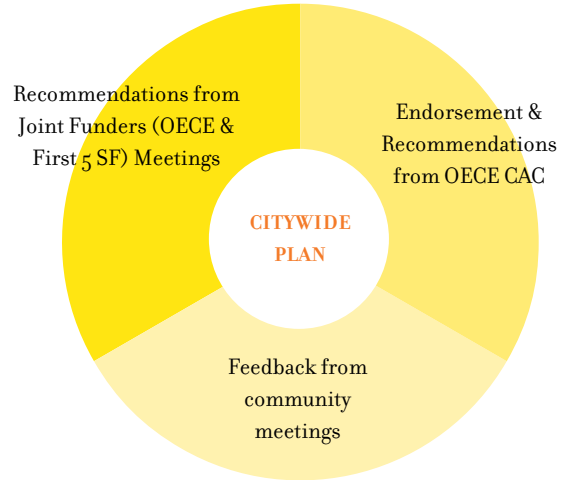 Recommendations from
Joint Funders (OECE &
First 5 SF) Meetings
Endorsement &
Recommendations
from OECE CAC
CITYWIDE
PLAN
Feedback from
community
meetings